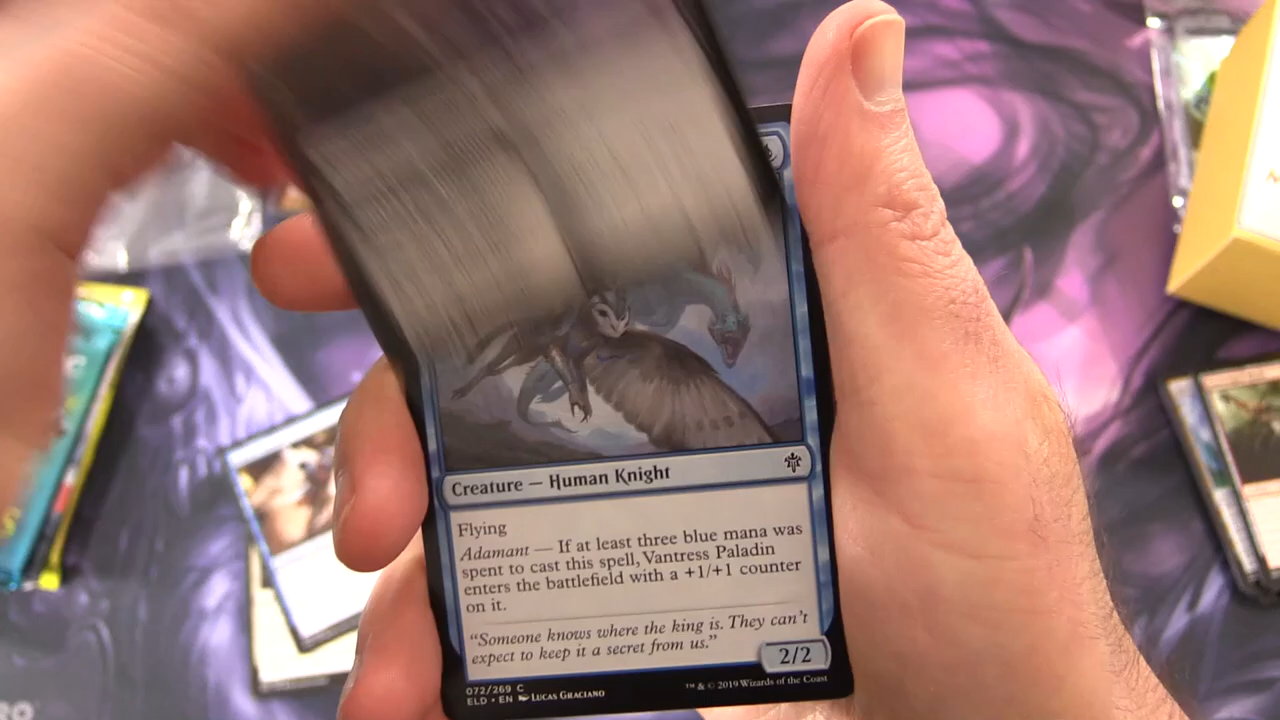 Creature — Human Knight
Flying
Adamant — If at least three blue mana was
spent to cast this spell, Vantress Paladin
enters the battlefield with a +1/+1 counter
on it.
"Someone knows where the king is. They can't
expect to keep it a secret from us."
2/2
072/269 C
ELD • EN Lucas Graciano
™ & © 2019 Wizards of the Coast